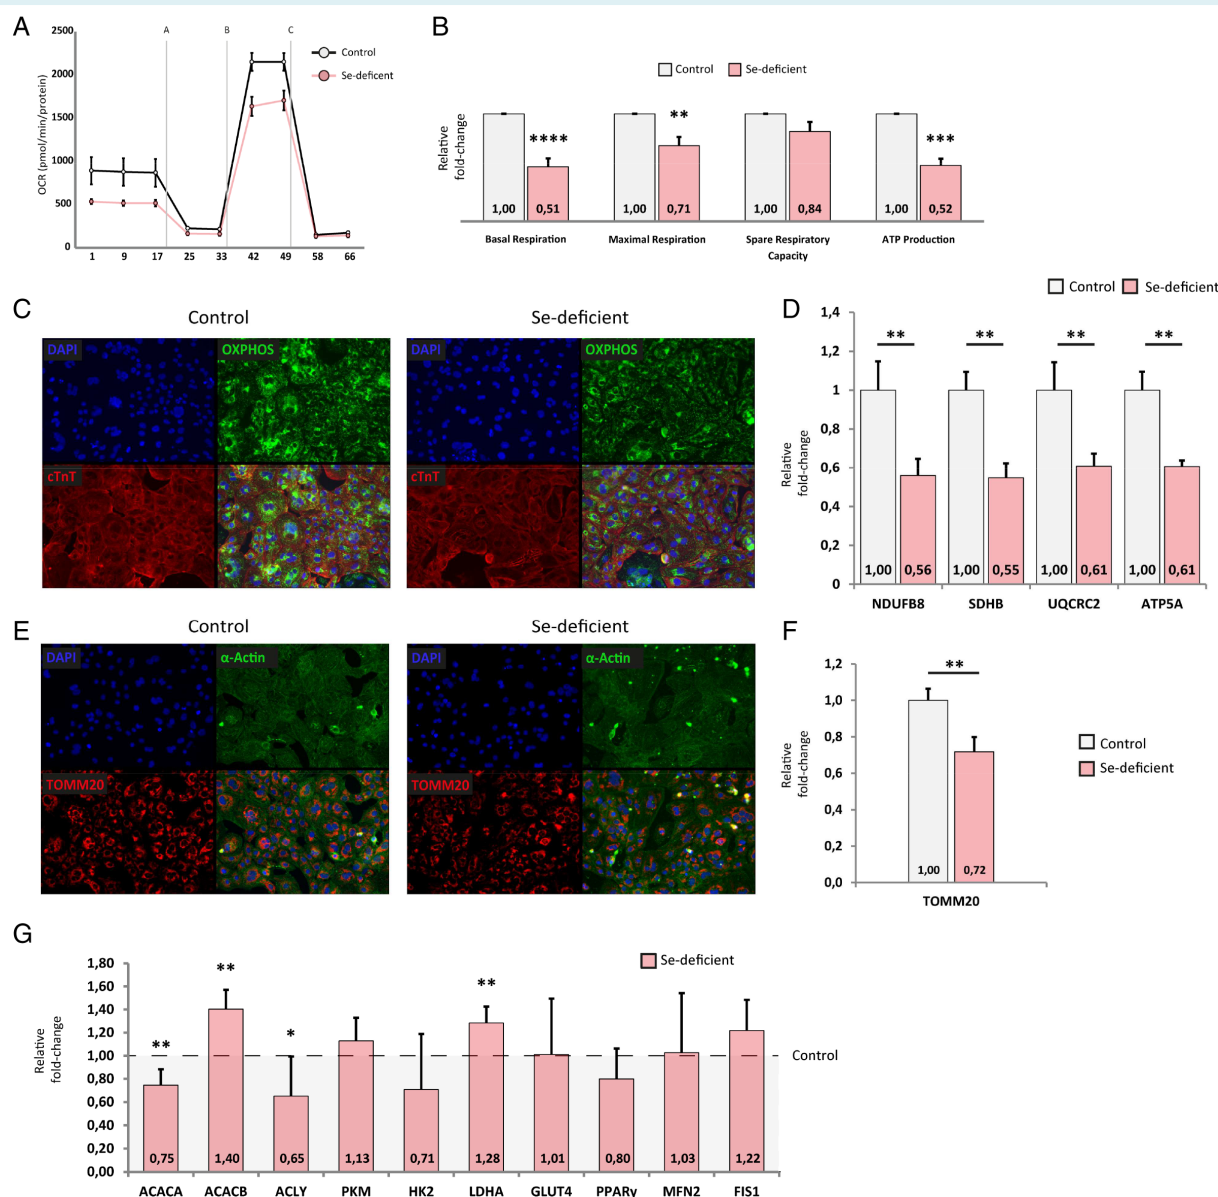 A
2500
2000
1500
1000
500
0
OCR (pmol/min/protein)
A B C
Control
Se-deficent
1 9 17 25 33 42 49 58 66
B
Control Se-deficient
Relative
fold-change
**** ** ***
1,00 0,51 1,00 0,71 1,00 0,84 1,00 0,52
Basal Respiration Maximal Respiration Spare Respiratory
Capacity
ATP Production
C
Control Se-deficient
DAPI OXPHOS DAPI OXPHOS
cTnT cTnT
D
Control Se-deficient
1,4
1,2
1
0,8
0,6
0,4
0,2
0
Relative
fold-change
** ** ** **
1,00 0,56 1,00 0,55 1,00 0,61 1,00 0,61
NDUFB8 SDHB UQCRC2 ATP5A
E
Control Se-deficient
DAPI α-Actin DAPI α-Actin
TOMM20 TOMM20
F
1,2
1,0
0,8
0,6
0,4
0,2
0,0
Relative
fold-change
**
1,00 0,72
TOMM20
Control
Se-deficient
G
1,80
1,60
1,40
1,20
1,00
0,80
0,60
0,40
0,20
0,00
Relative
fold-change
Se-deficient
** ** * **
Control
0,75 1,40 0,65 1,13 0,71 1,28 1,01 0,80 1,03 1,22
ACACA ACACB ACLY PKM HK2 LDHA GLUT4 PPARγ MFN2 FIS1